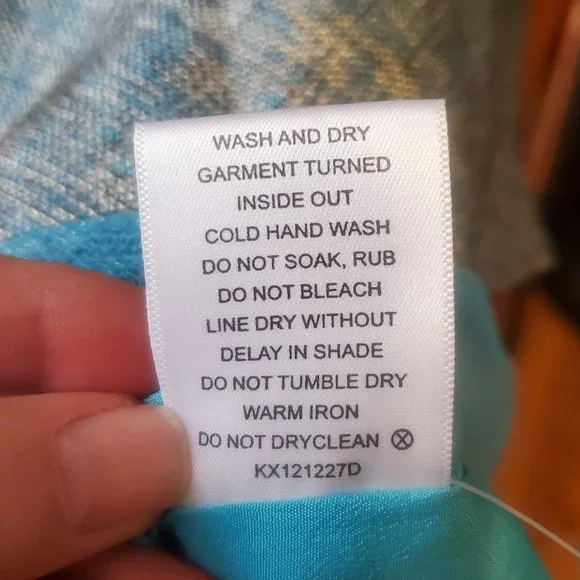 WASH AND DRY
GARMENT TURNED
INSIDE OUT
COLD HAND WASH
DO NOT SOAK, RUB
DO NOT BLEACH
LINE DRY WITHOUT
DELAY IN SHADE
DO NOT TUMBLE DRY
WARM IRON
DO NOT DRYCLEAN
KX121227D